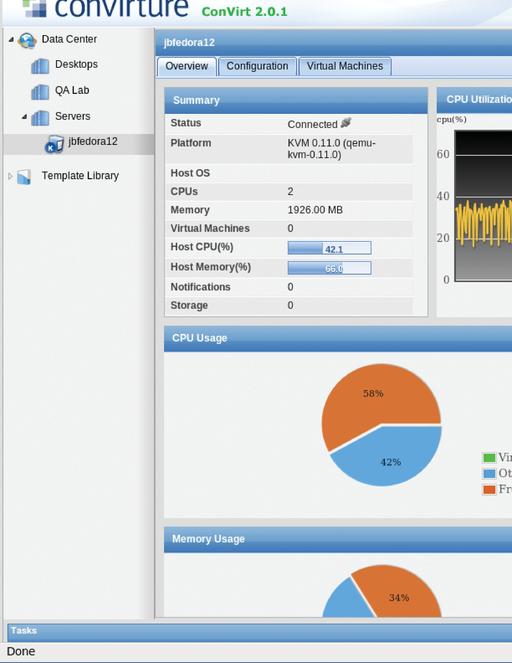 convirture ConVirt 2.0.1
Data Center
Desktops
QA Lab
Servers
jbfedora12
Template Library
jbfedora12
Overview Configuration Virtual Machines
Summary
Status Connected
Platform KVM 0.11.0 (qemu-
kvm-0.11.0)
Host OS
CPUs 2
Memory 1926.00 MB
Virtual Machines 0
Host CPU(%) 42.1
Host Memory(%) 66.0
Notifications 0
Storage 0
CPU Utilizatio
cpu(%)
60
40
20
0
CPU Usage
58%
42%
Vir
Ot
Fr
Memory Usage
34%
Tasks
Done